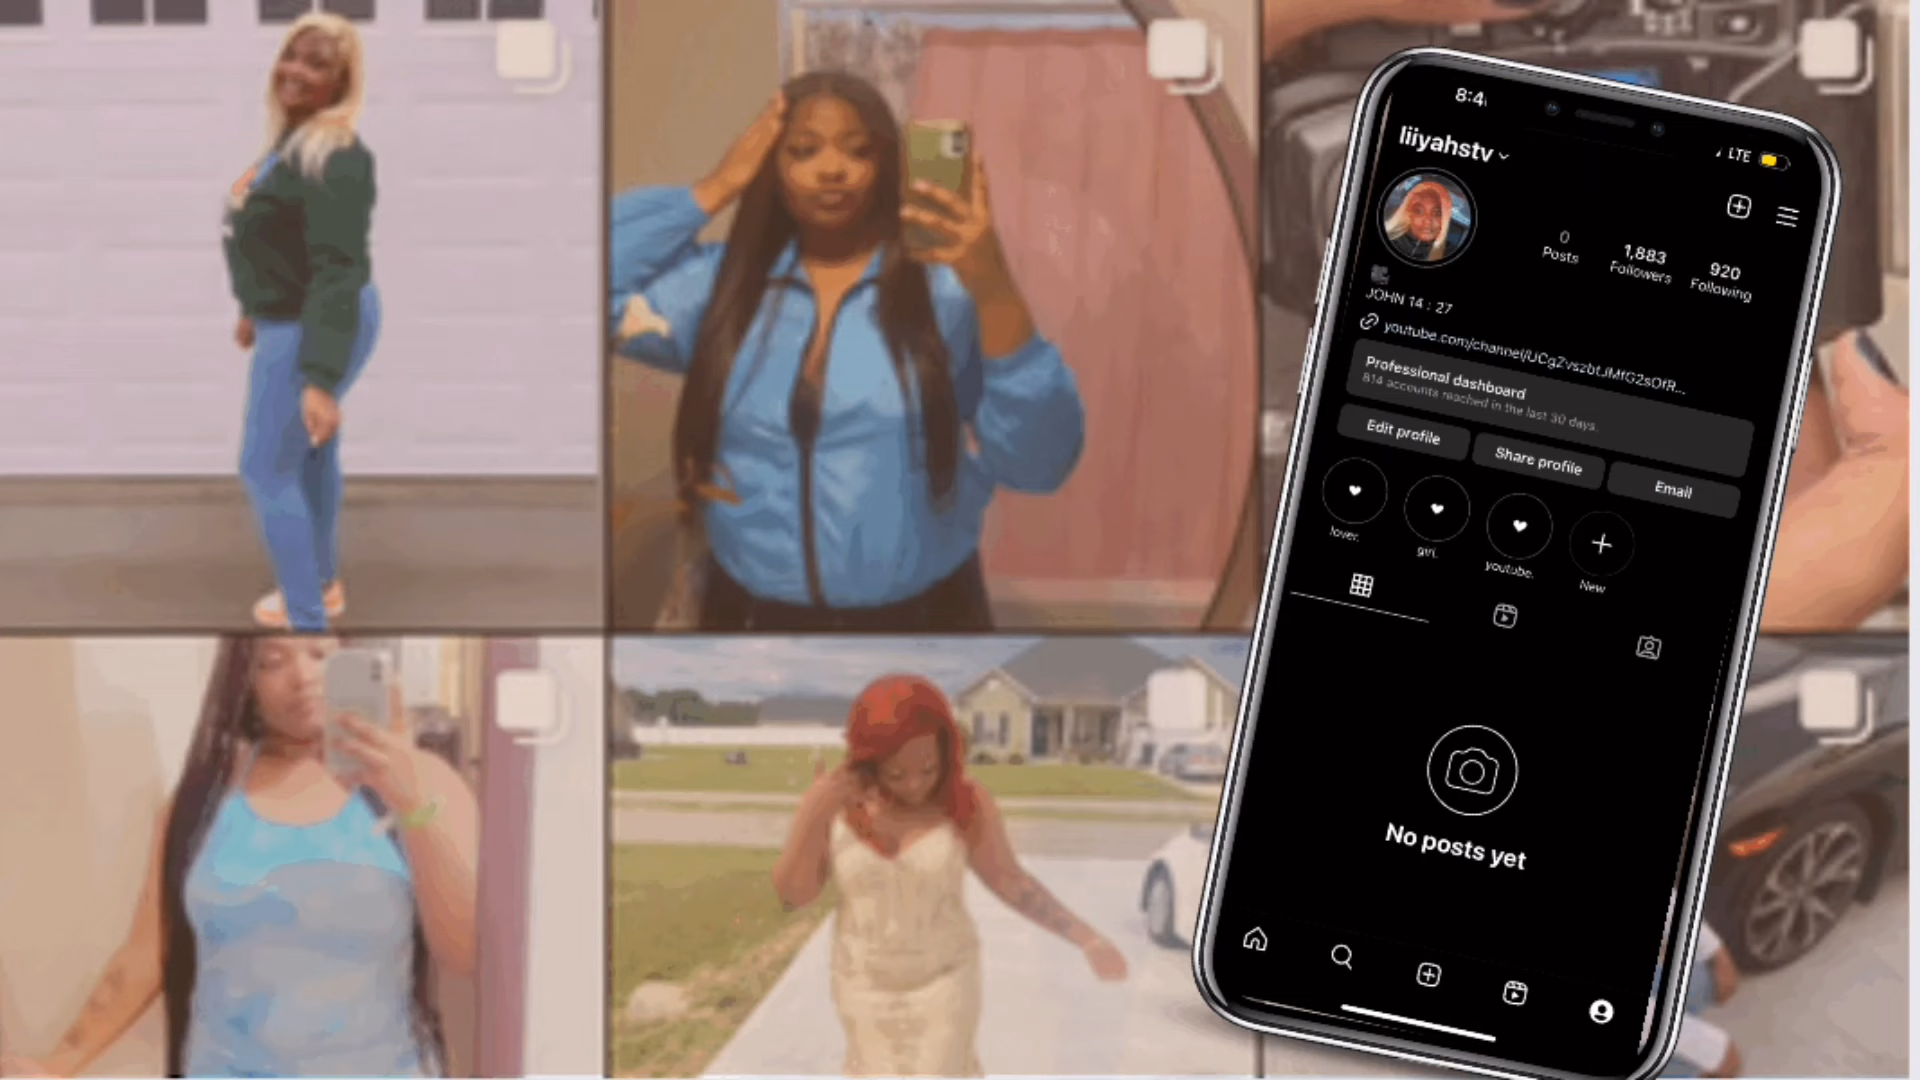 8:4
LTE
liiyahstv
0
Posts
1,883
Followers
920
Following
JOHN 14 : 27
youtube.com/channel/UCgZvszbtJMfG2sOfR...
Professional dashboard
814 accounts reached in the last 30 days.
Edit profile
Share profile
Email
lover.
girl.
youtube.
New
No posts yet